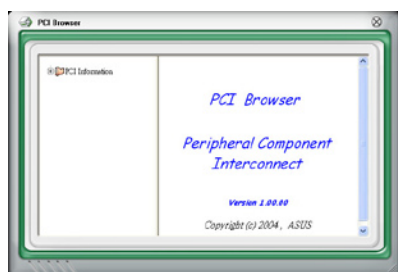 PCI Browser
PCI Information
PCI Browser
Peripheral Component
Interconnect
Version 1.00.00
Copyright (c) 2004, ASUS